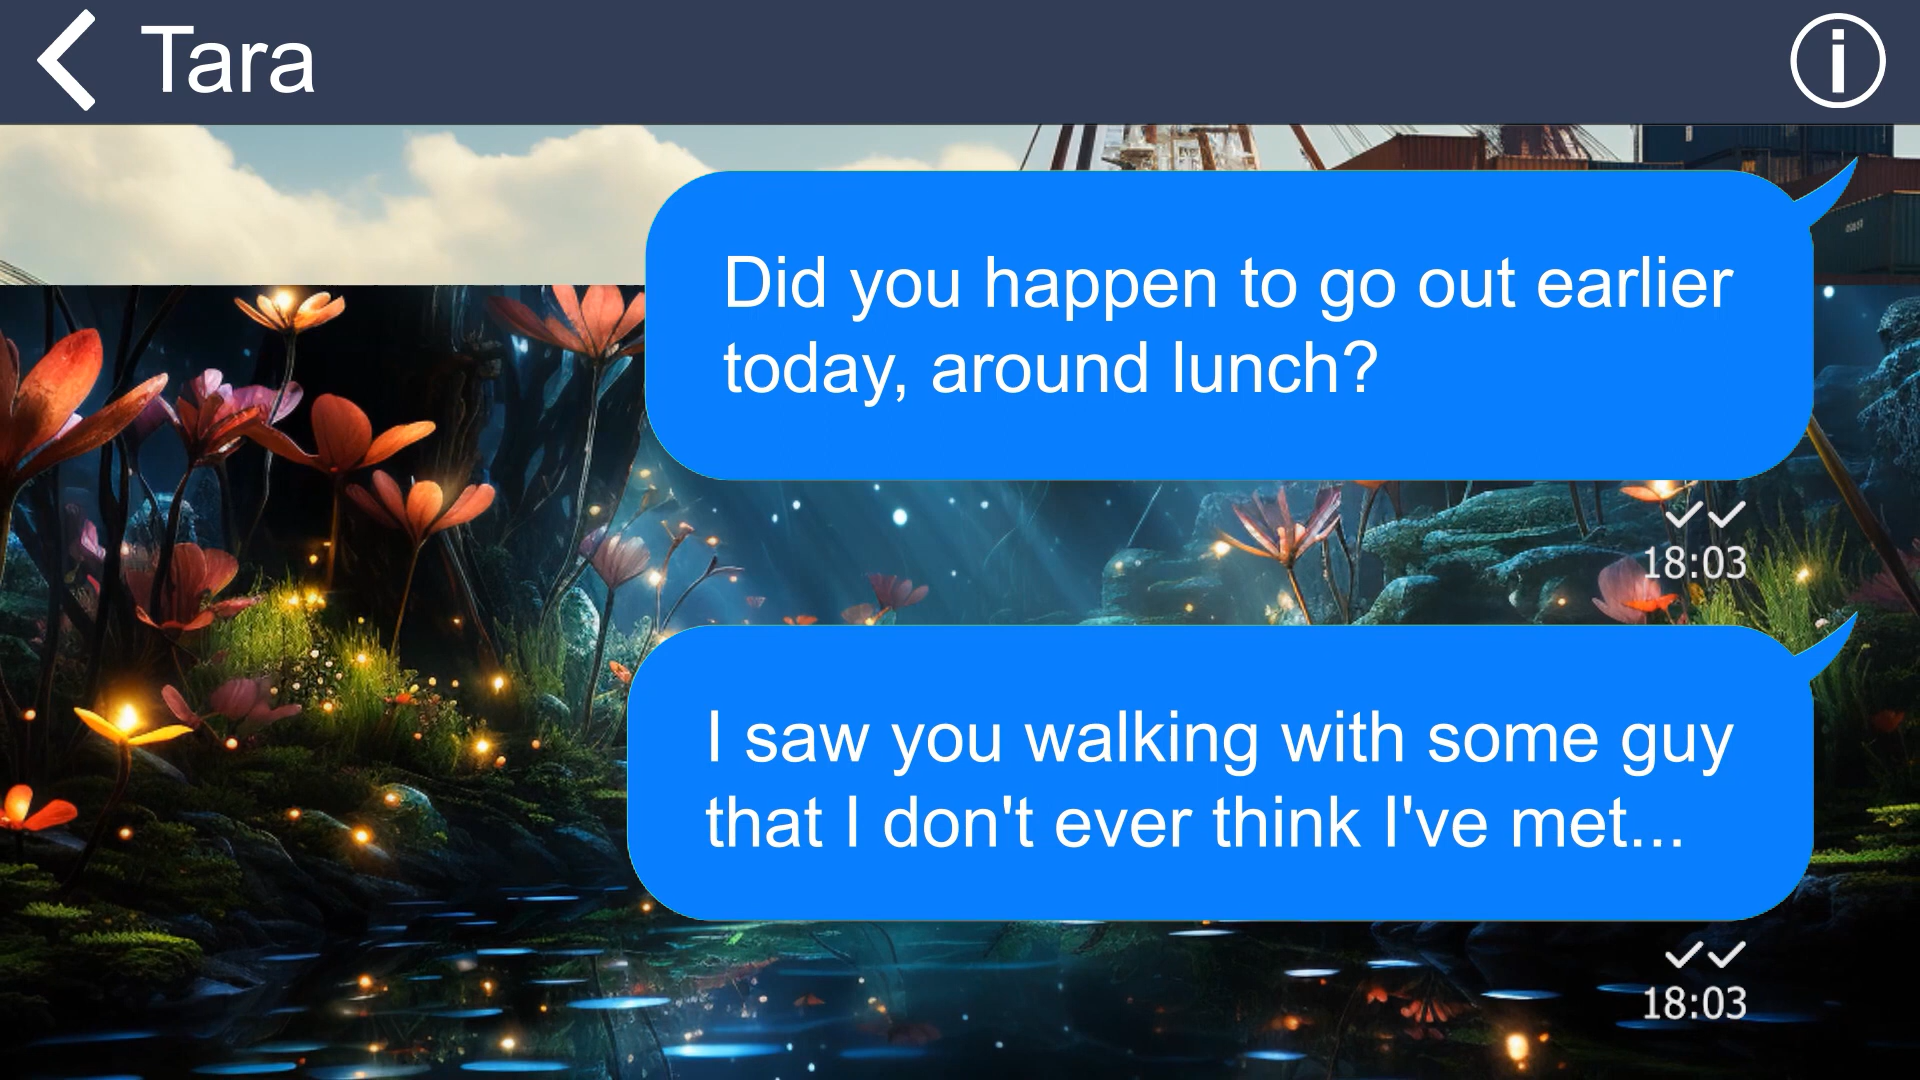 Tara
Did you happen to go out earlier
today, around lunch?
18:03
I saw you walking with some guy
that I don't ever think I've met...
18:03